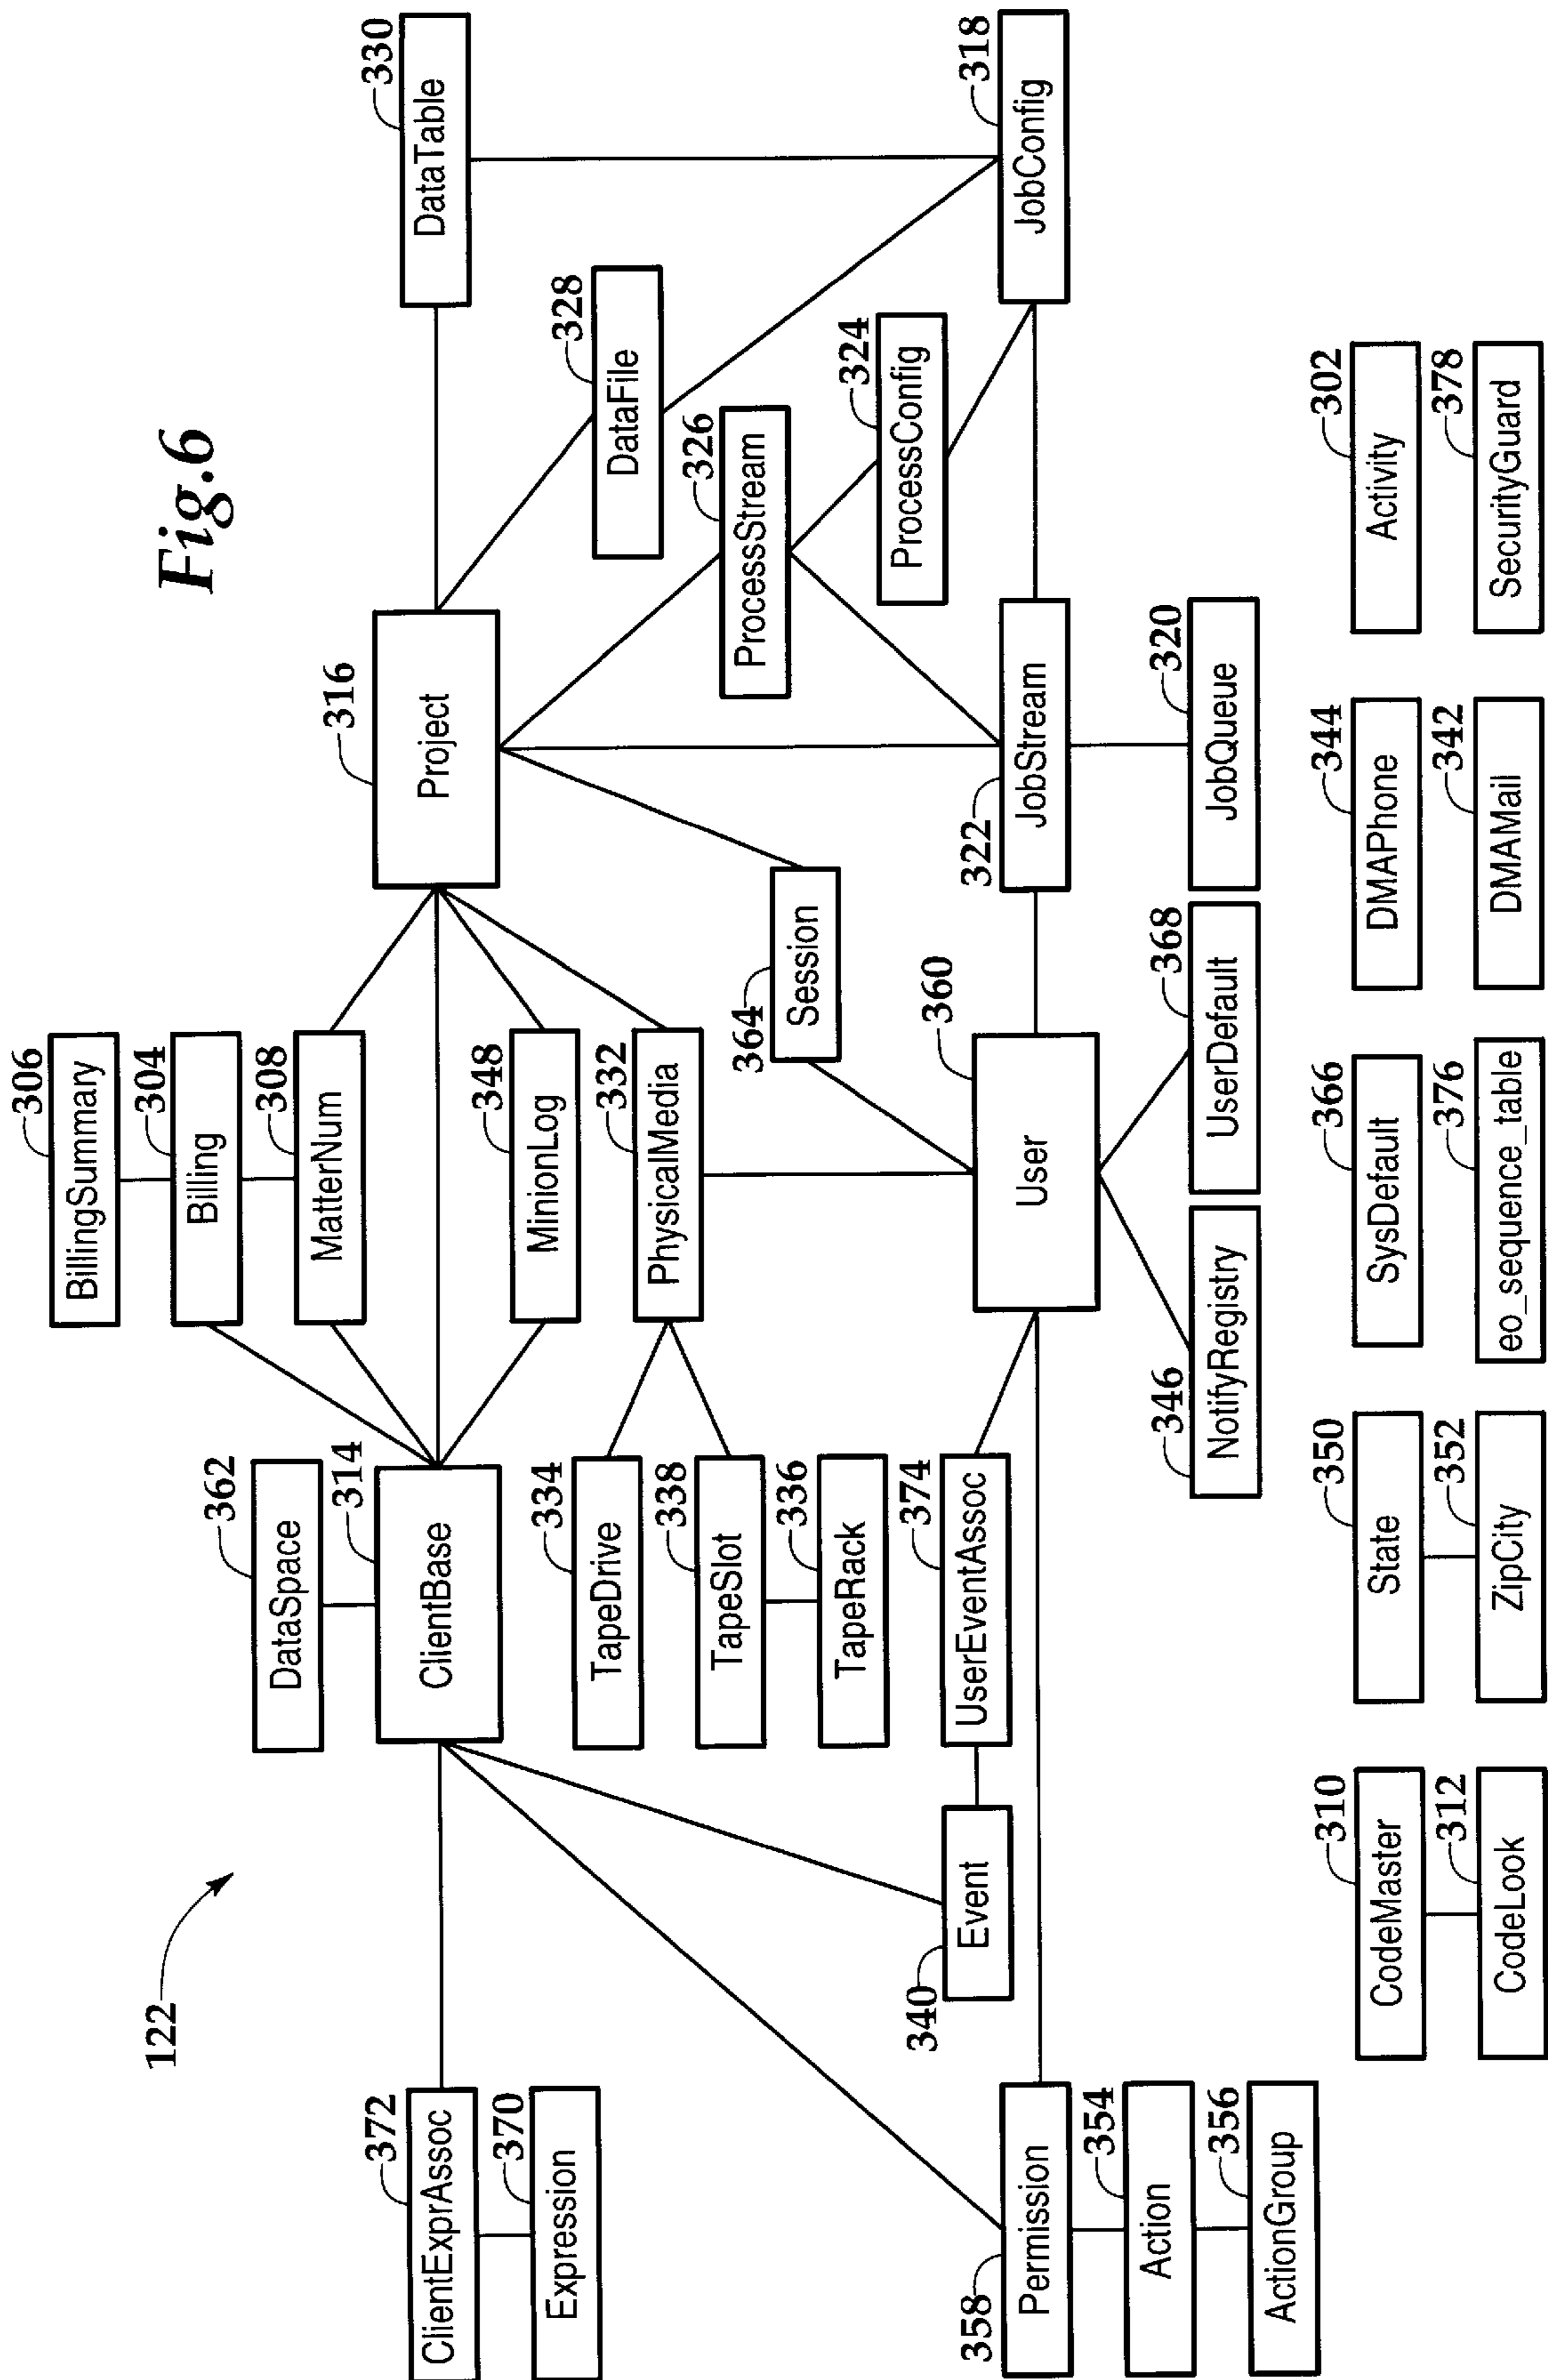 Fig.6
122
306
BillingSummary
304
Billing
308
MatterNum
348
MinionLog
332
PhysicalMedia
330
DataTable
316
Project
328
DataFile
326
ProcessStream
324
ProcessConfig
318
JobConfig
362
DataSpace
314
ClientBase
372
ClientExprAssoc
370
Expression
334
TapeDrive
338
TapeSlot
336
TapeRack
364
Session
374
UserEventAssoc
340
Event
360
User
322
JobStream
320
JobQueue
368
UserDefault
346
NotifyRegistry
358
Permission
354
Action
356
ActionGroup
310
CodeMaster
312
CodeLook
350
State
352
ZipCity
366
SysDefault
376
eo_sequence_table
344
DMAPhone
342
DMAMail
302
Activity
378
SecurityGuard